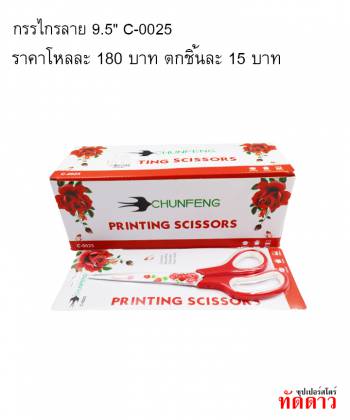 กรรไกรลาย 9.5" C-0025
ราคาโหลละ 180 บาท ตกชิ้นละ 15 บาท
TING SCISSORS
C-0025
CHUNFENG
PRINTING SCISSORS
C-0025
CHUNFENG
PRINTING SCISSORS
ซุปเปอร์สโตร์
ทัดดาว